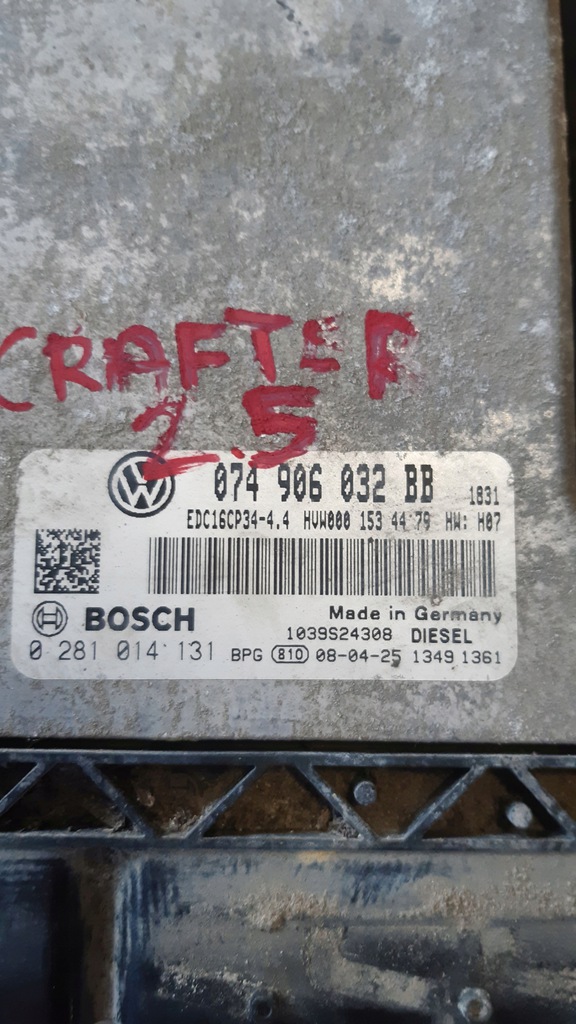 CRAFTER
2.5
074 906 032 BB 1831
EDC16CP34-4.4 HVW000 153 44 79 HW: H07
BOSCH Made in Germany
1039S24308 DIESEL
0 281 014 131 BPG 810 08-04-25 1349 1361